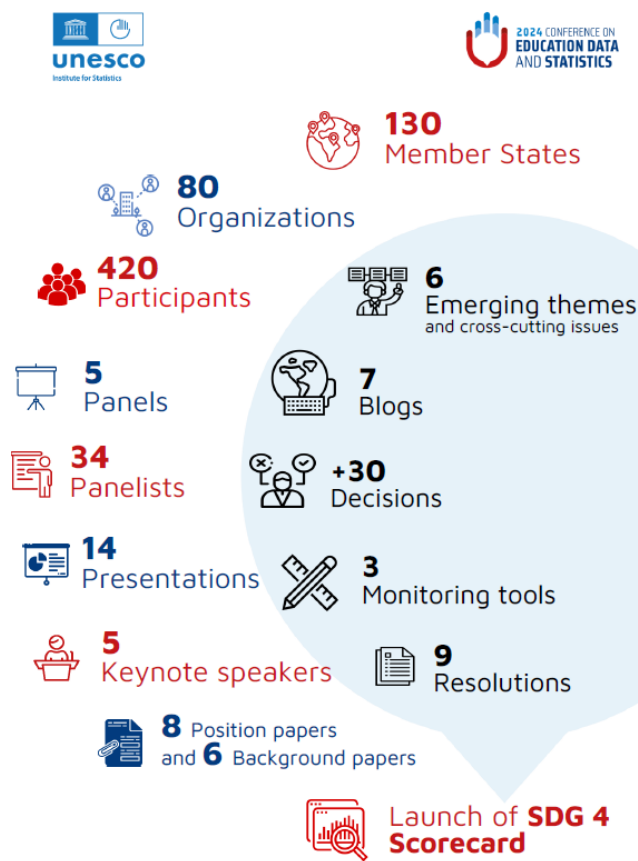 unesco
Institute for Statistics
2024 CONFERENCE ON
EDUCATION DATA
AND STATISTICS
130
Member States
80
Organizations
420
Participants
6
Emerging themes
and cross-cutting issues
5
Panels
7
Blogs
34
Panelists
+30
Decisions
14
Presentations
3
Monitoring tools
5
Keynote speakers
9
Resolutions
8 Position papers
and 6 Background papers
Launch of SDG 4
Scorecard